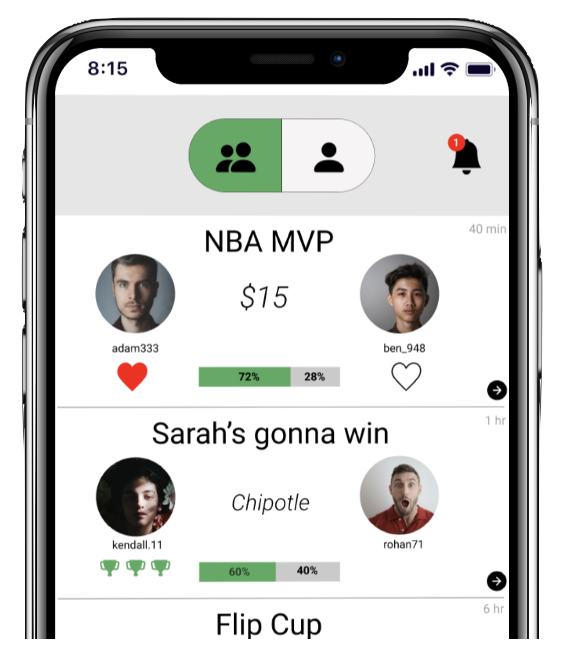 8:15
1
40 min
NBA MVP
$15
adam333
ben_948
72%
28%
1 hr
Sarah's gonna win
Chipotle
kendall.11
rohan71
60%
40%
6 hr
Flip Cup